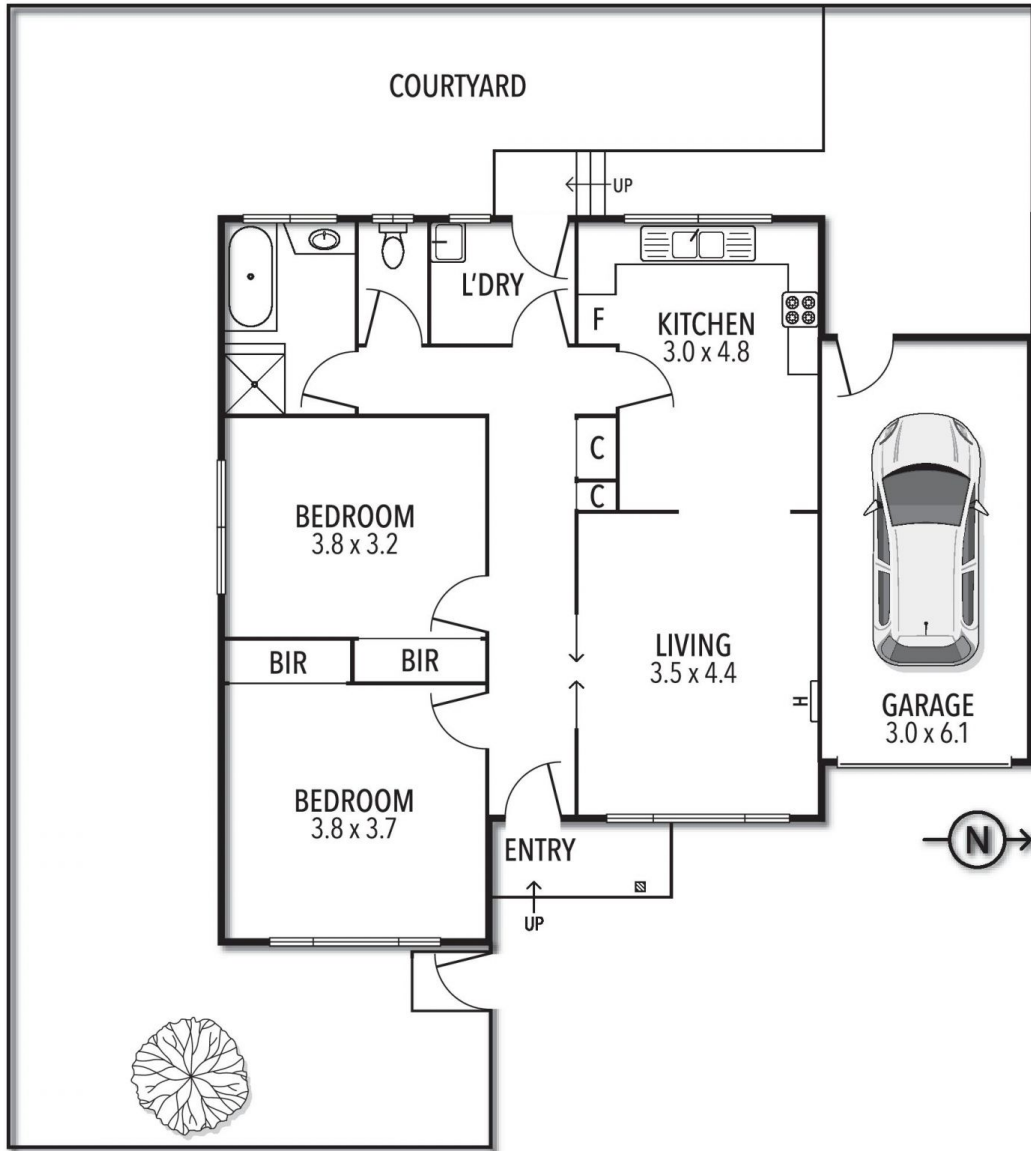 COURTYARD
UP
L'DRY
F
KITCHEN
3.0 x 4.8
C
C
BEDROOM
3.8 x 3.2
BIR
BIR
LIVING
3.5 x 4.4
H
GARAGE
3.0 x 6.1
BEDROOM
3.8 x 3.7
ENTRY
UP
N